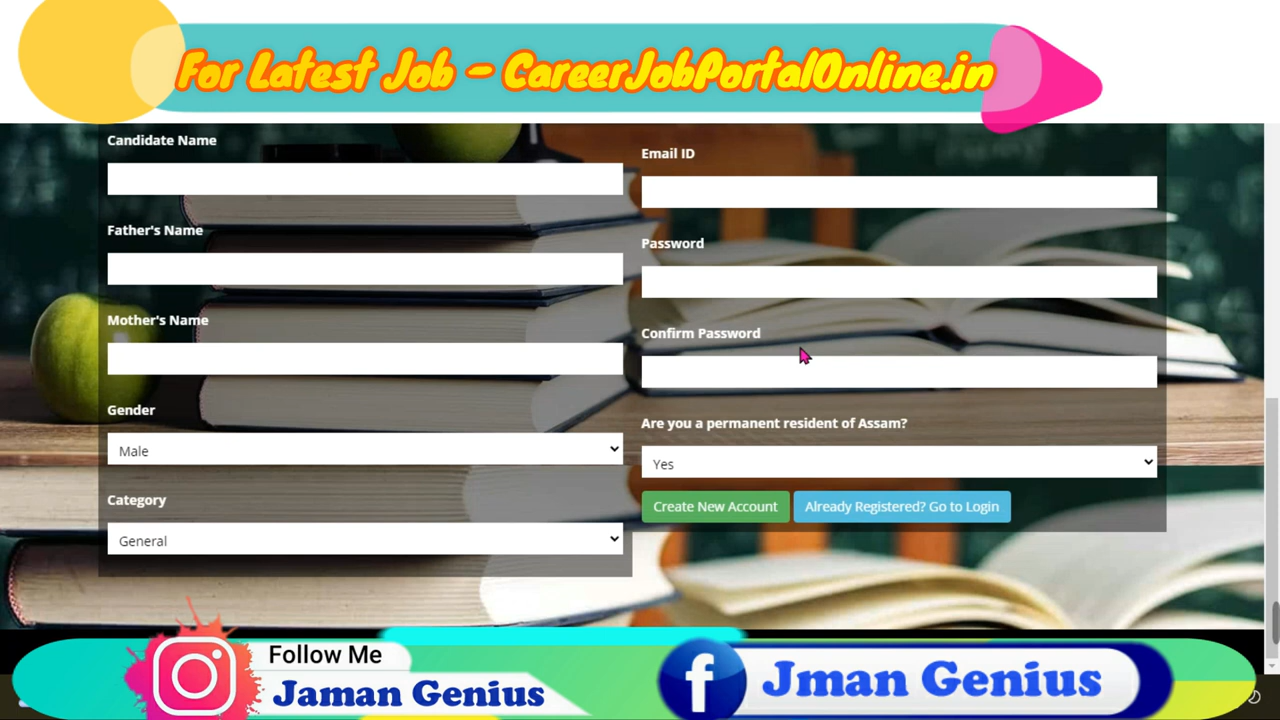 For Latest Job - CareerJobPortalOnline.in
Candidate Name
Father's Name
Mother's Name
Gender
Male
Category
General
Email ID
Password
Confirm Password
Are you a permanent resident of Assam?
Yes
Create New Account
Already Registered? Go to Login
Follow Me
Jaman Genius
f
Jman Genius